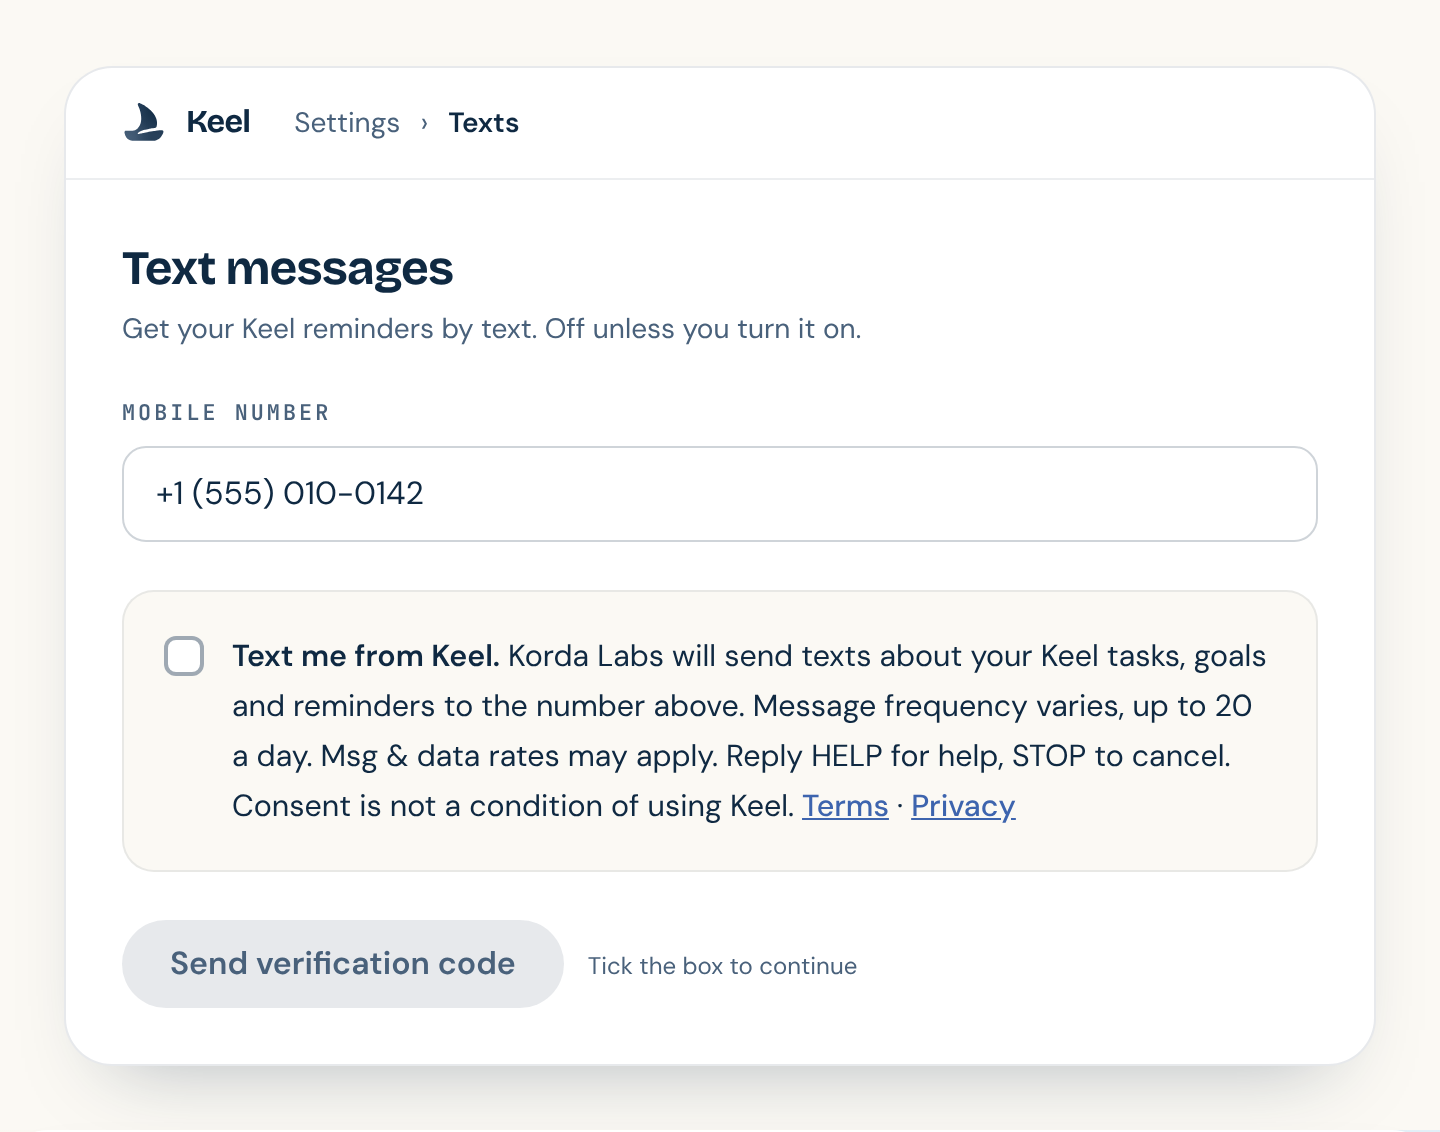 Keel Settings › Texts
Text messages
Get your Keel reminders by text. Off unless you turn it on.
MOBILE NUMBER
+1 (555) 010-0142
Text me from Keel. Korda Labs will send texts about your Keel tasks, goals
and reminders to the number above. Message frequency varies, up to 20
a day. Msg & data rates may apply. Reply HELP for help, STOP to cancel.
Consent is not a condition of using Keel. Terms · Privacy
Send verification code Tick the box to continue